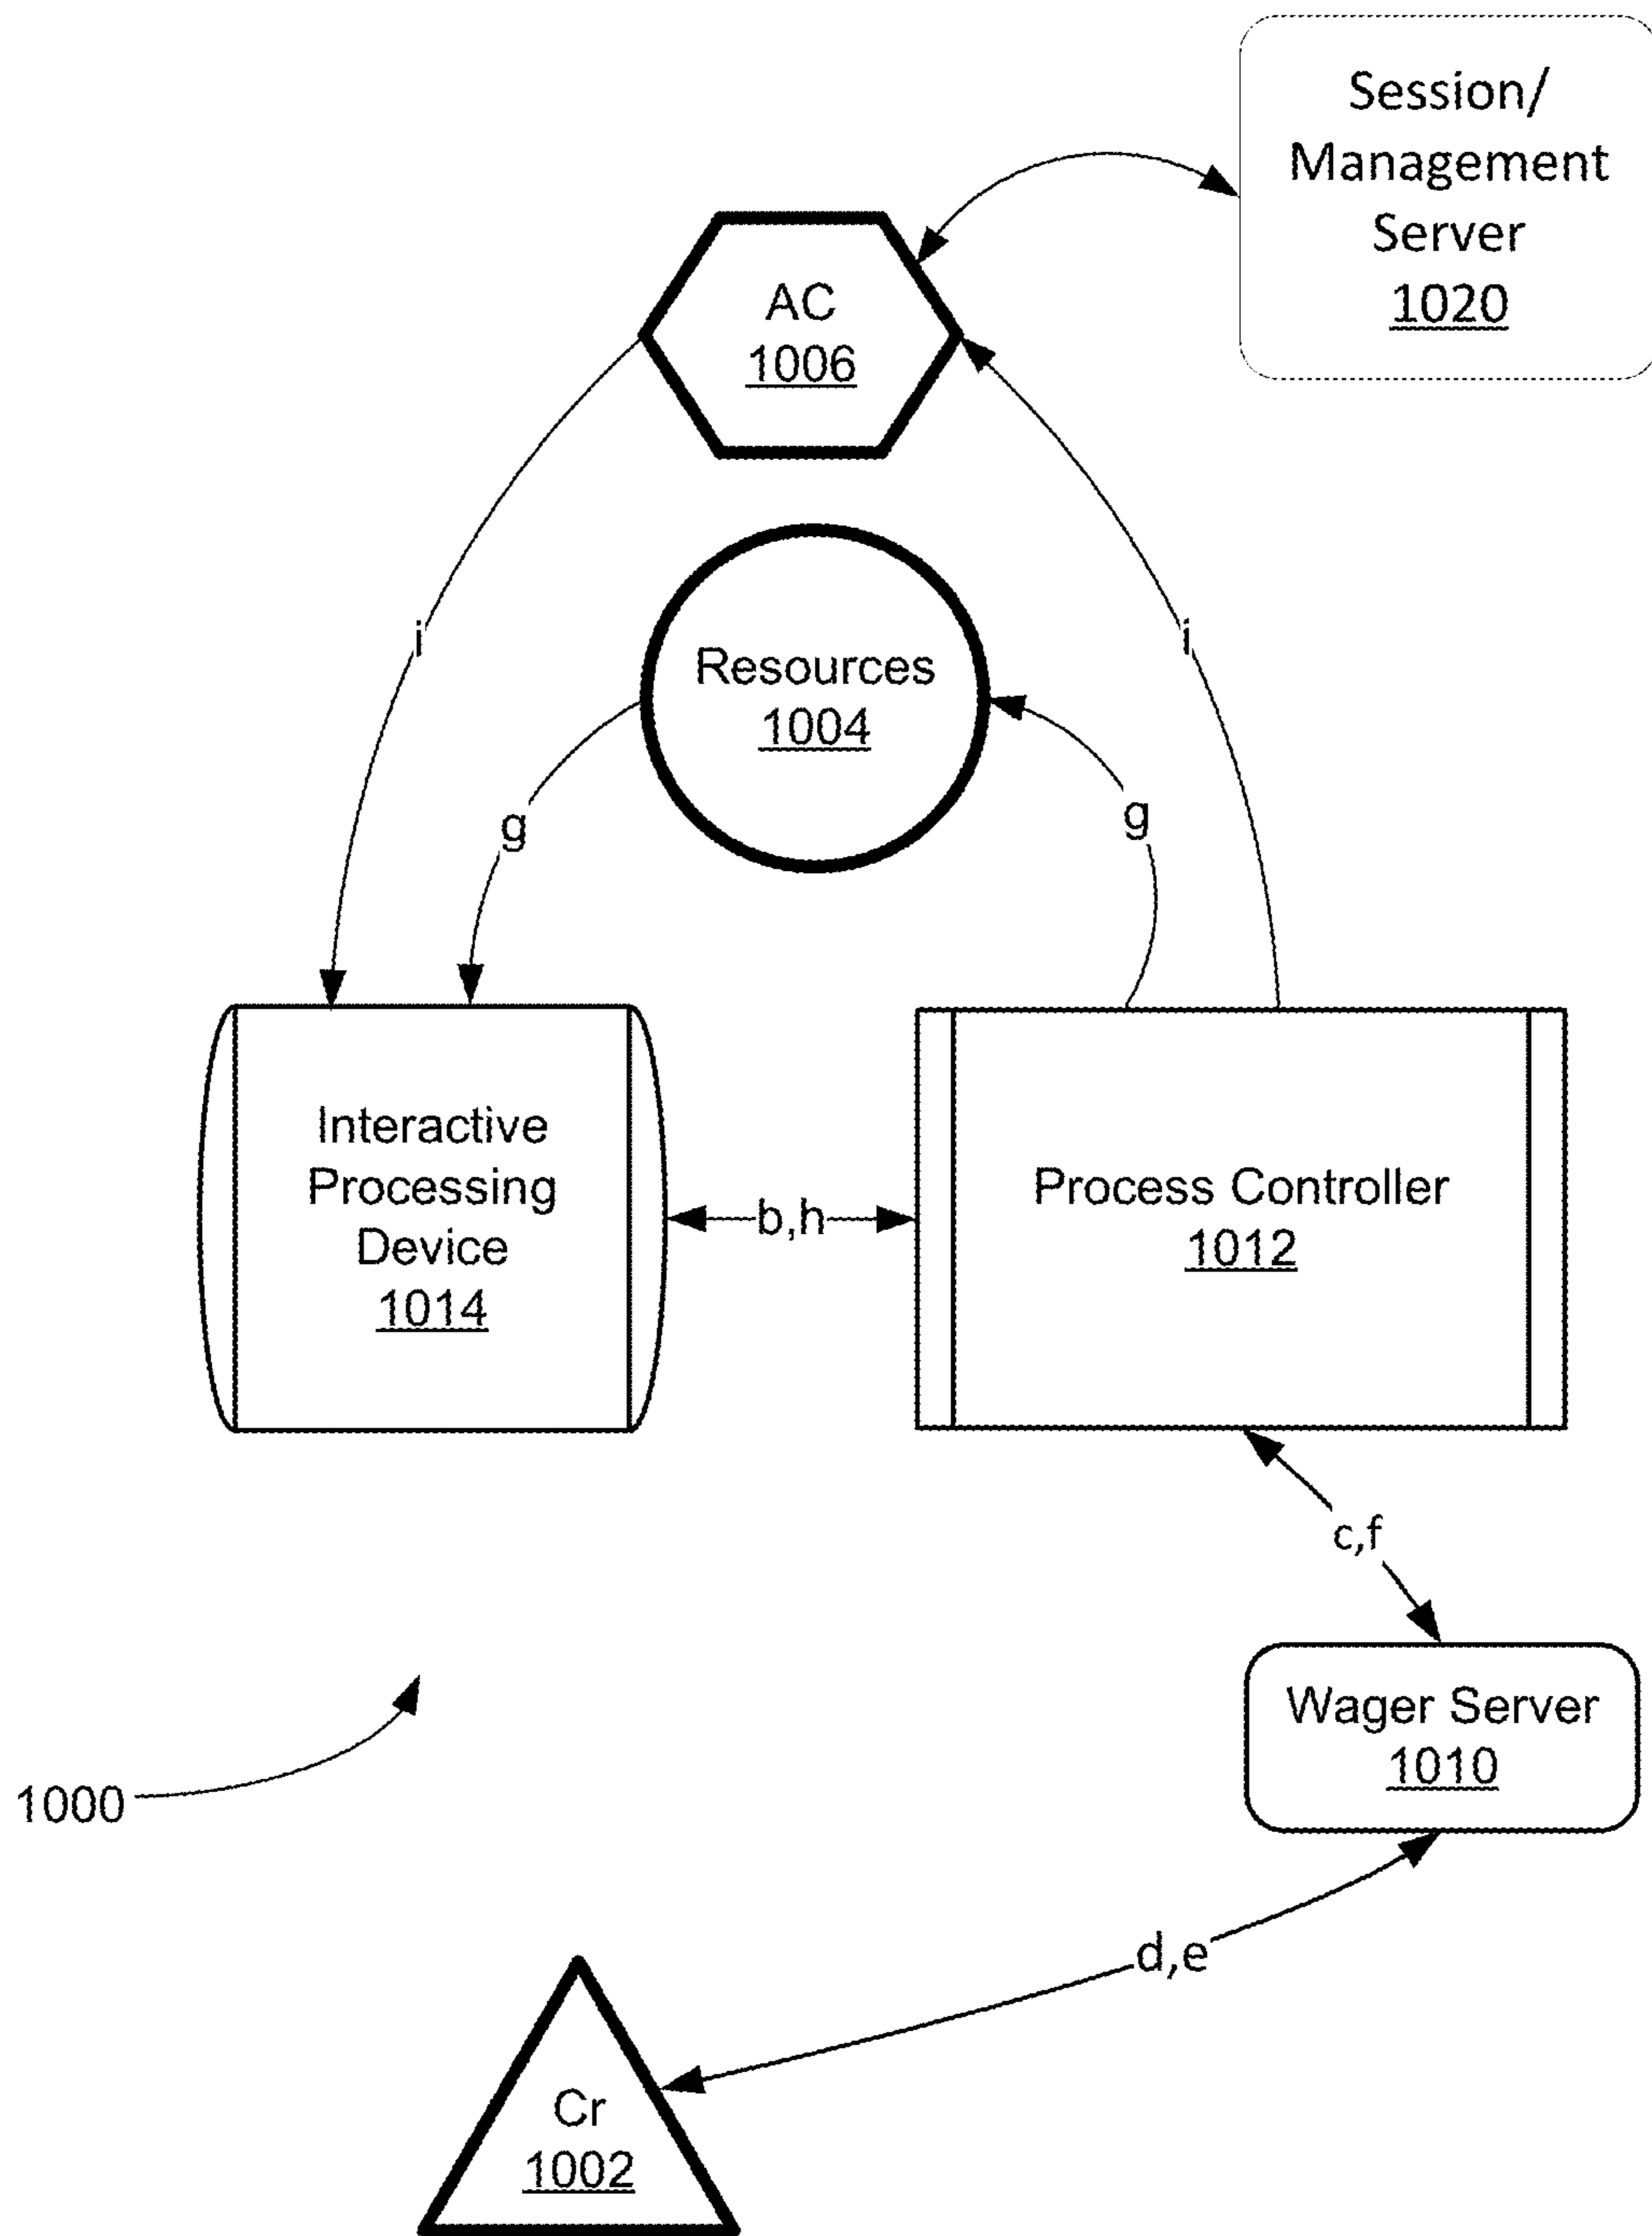 Session/
Management
Server
1020
AC
1006
i
i
Resources
1004
g
g
Interactive
Processing
Device
1014
b,h
Process Controller
1012
c,f
Wager Server
1010
1000
d,e
Cr
1002